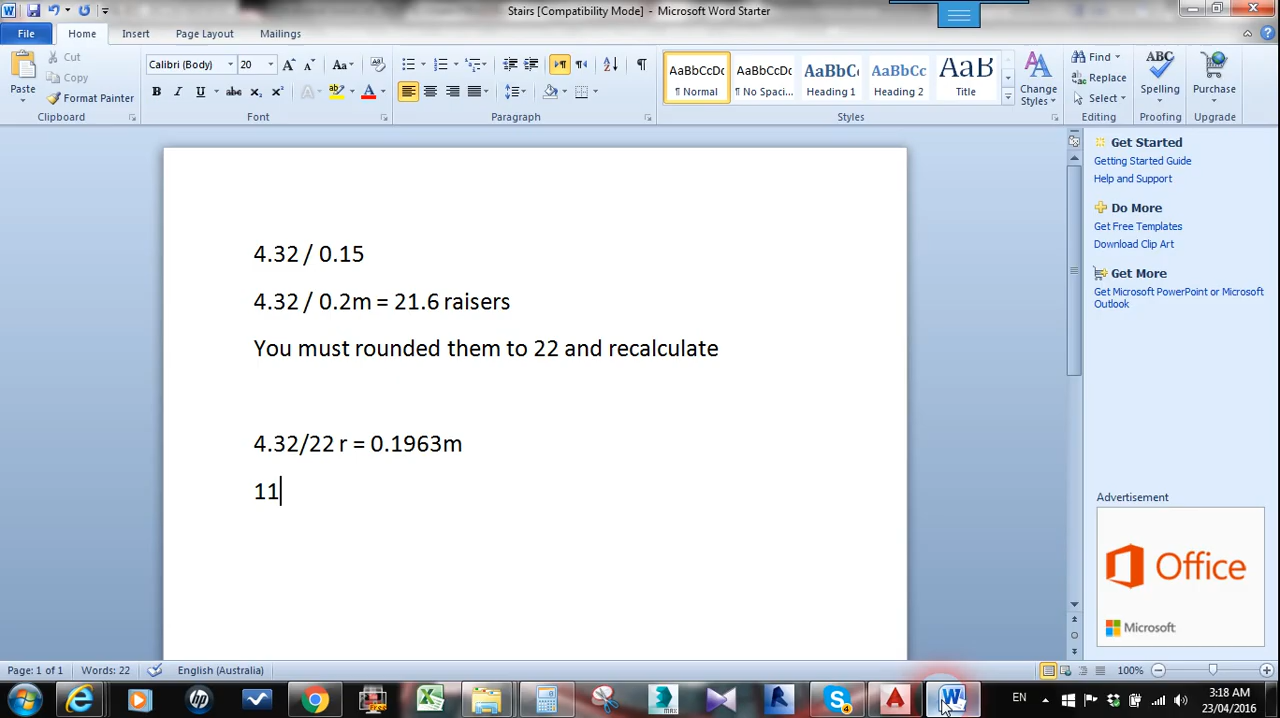 Stairs [Compatibility Mode] - Microsoft Word Starter
File Home Insert Page Layout Mailings
Paste
Cut
Copy
Format Painter
Clipboard
Calibri (Body) 20
Font
Paragraph
AaBbCcDc AaBbCcDc AaBbC AaBbCc AaB
¶ Normal ¶ No Spaci... Heading 1 Heading 2 Title
Styles
Change Styles
Find
Replace
Select
Editing
ABC
Spelling
Proofing
Purchase
Upgrade
4.32 / 0.15
4.32 / 0.2m = 21.6 raisers
You must rounded them to 22 and recalculate
4.32/22 r = 0.1963m
11
Get Started
Getting Started Guide
Help and Support
Do More
Get Free Templates
Download Clip Art
Get More
Get Microsoft PowerPoint or Microsoft
Outlook
Advertisement
Office
Microsoft
Page: 1 of 1 Words: 22 English (Australia) 100%
EN 3:18 AM
23/04/2016